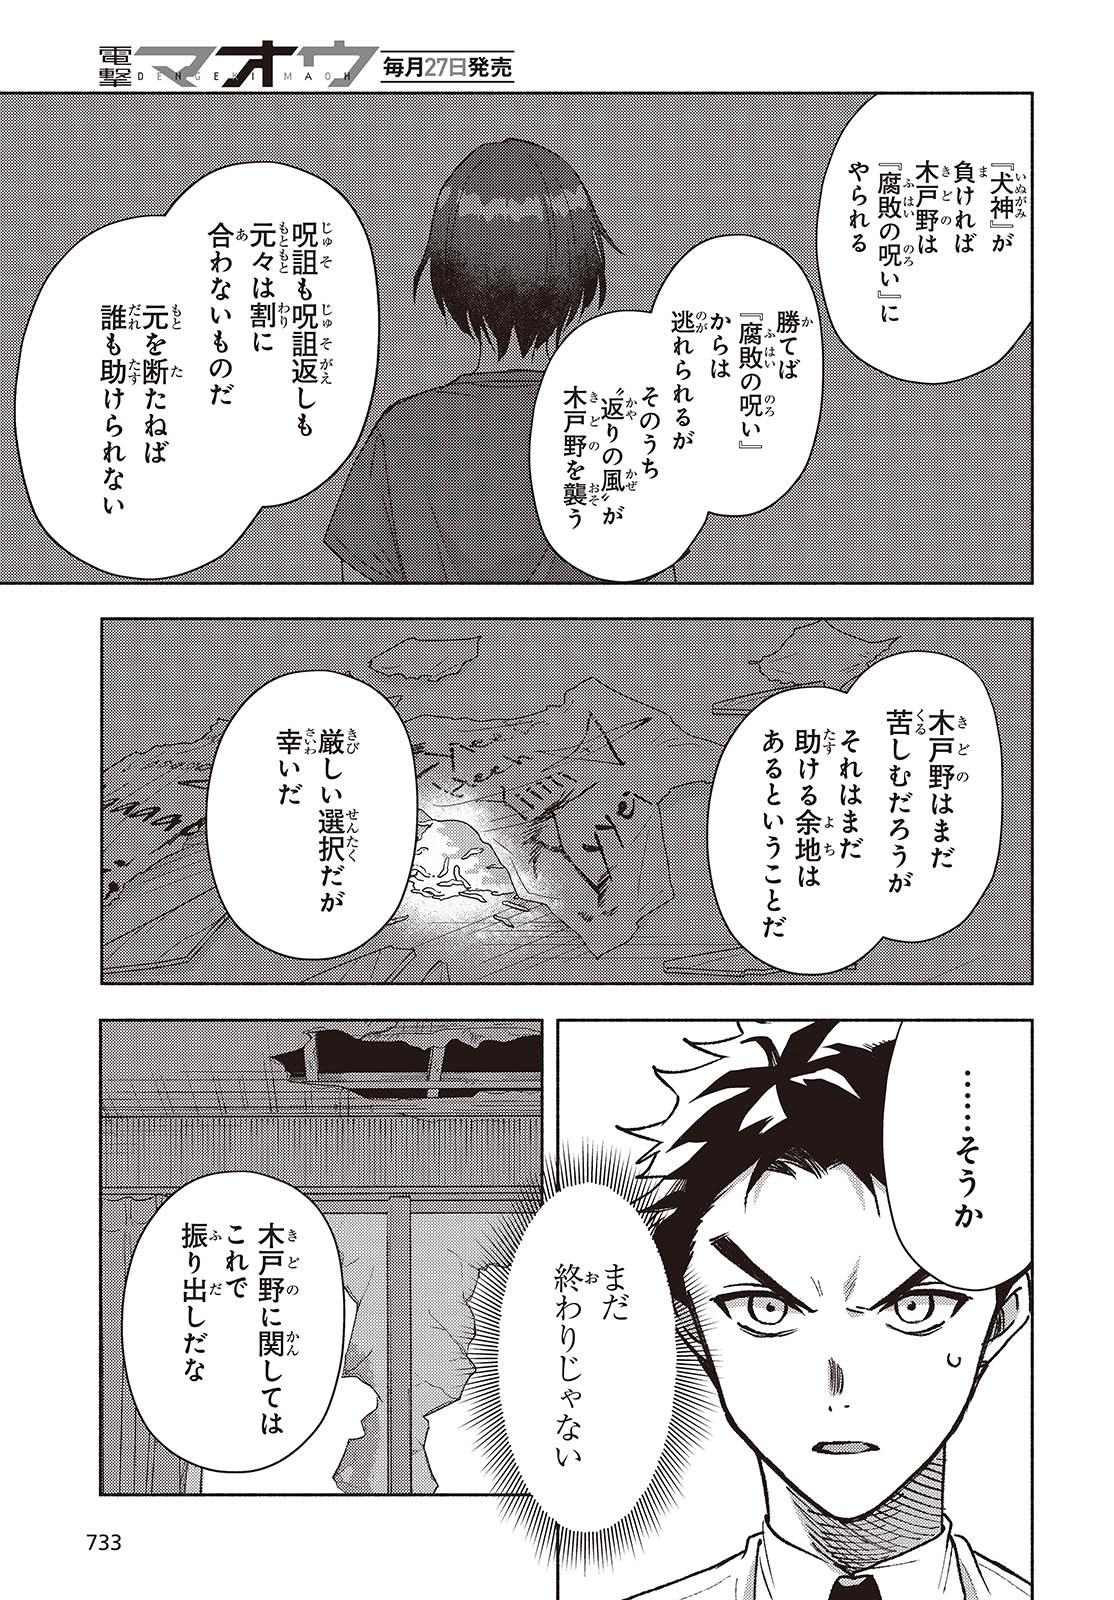 電撃マオウ
DENGEKI MAOH
毎月27日発売
『犬神』が
負ければ
木戸野は
『腐敗の呪い』に
やられる
勝てば
『腐敗の呪い』
からは
逃れられるが
そのうち
〝返りの風〟が
木戸野を襲う
呪詛も呪詛返しも
元々は割に
合わないものだ
元を断たねば
誰も助けられない
木戸野はまだ
苦しむだろうが
それはまだ
助ける余地は
あるということだ
厳しい選択だが
幸いだ
……そうか
まだ
終わりじゃない
木戸野に関しては
これで
振り出しだな
733